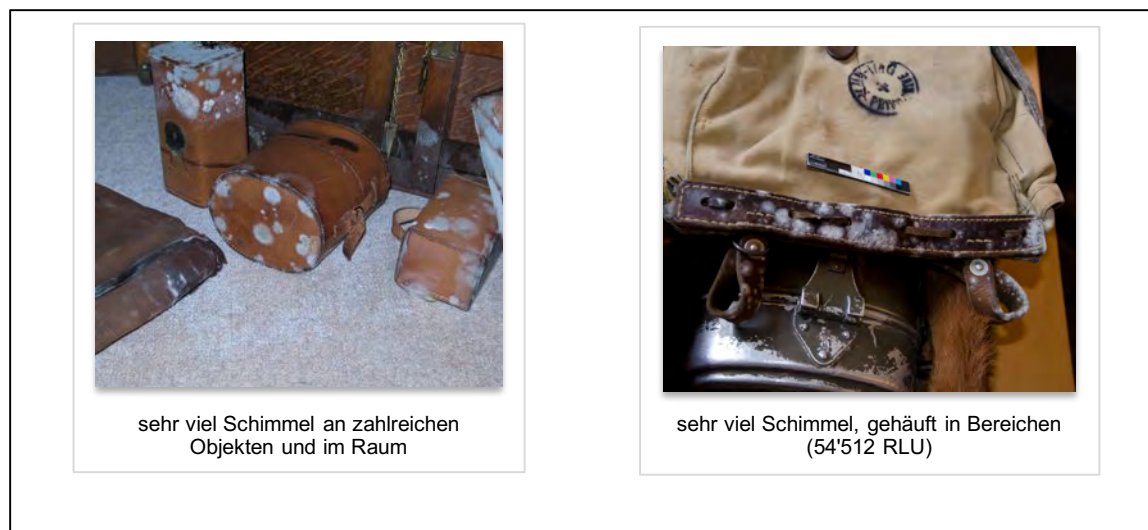 sehr viel Schimmel an zahlreichen
Objekten und im Raum
sehr viel Schimmel, gehäuft in Bereichen
(54'512 RLU)